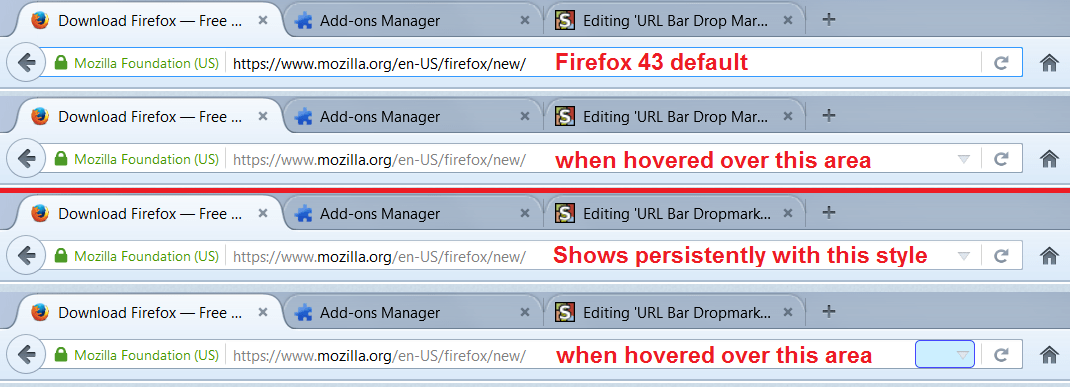 Download Firefox — Free ... Add-ons Manager Editing 'URL Bar Drop Mar...
Mozilla Foundation (US) https://www.mozilla.org/en-US/firefox/new/ Firefox 43 default
Download Firefox — Free ... Add-ons Manager Editing 'URL Bar Drop Mar...
Mozilla Foundation (US) https://www.mozilla.org/en-US/firefox/new/ when hovered over this area
Download Firefox — Free ... Add-ons Manager Editing 'URL Bar Dropmark...
Mozilla Foundation (US) https://www.mozilla.org/en-US/firefox/new/ Shows persistently with this style
Download Firefox — Free ... Add-ons Manager Editing 'URL Bar Dropmark...
Mozilla Foundation (US) https://www.mozilla.org/en-US/firefox/new/ when hovered over this area